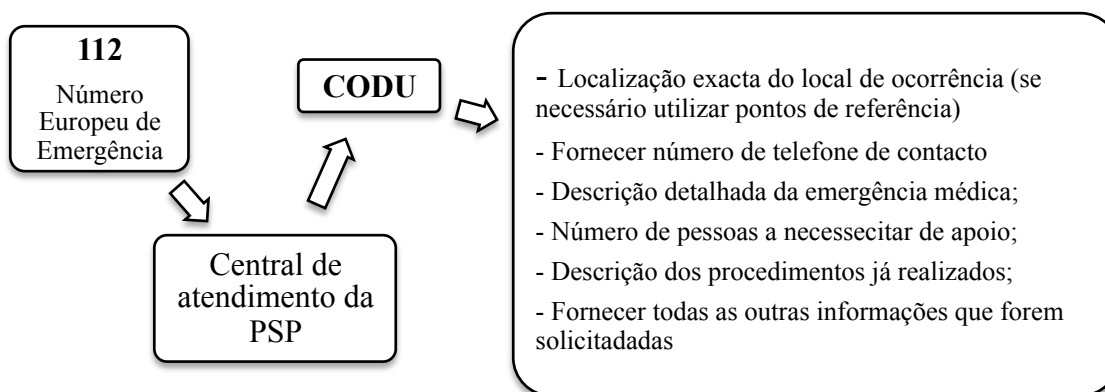 112
Número
Europeu de
Emergência
Central de
atendimento da
PSP
CODU
- Localização exacta do local de ocorrência (se
necessário utilizar pontos de referência)
- Fornecer número de telefone de contacto
- Descrição detalhada da emergência médica;
- Número de pessoas a necessecitar de apoio;
- Descrição dos procedimentos já realizados;
- Fornecer todas as outras informações que forem
solicitadadas